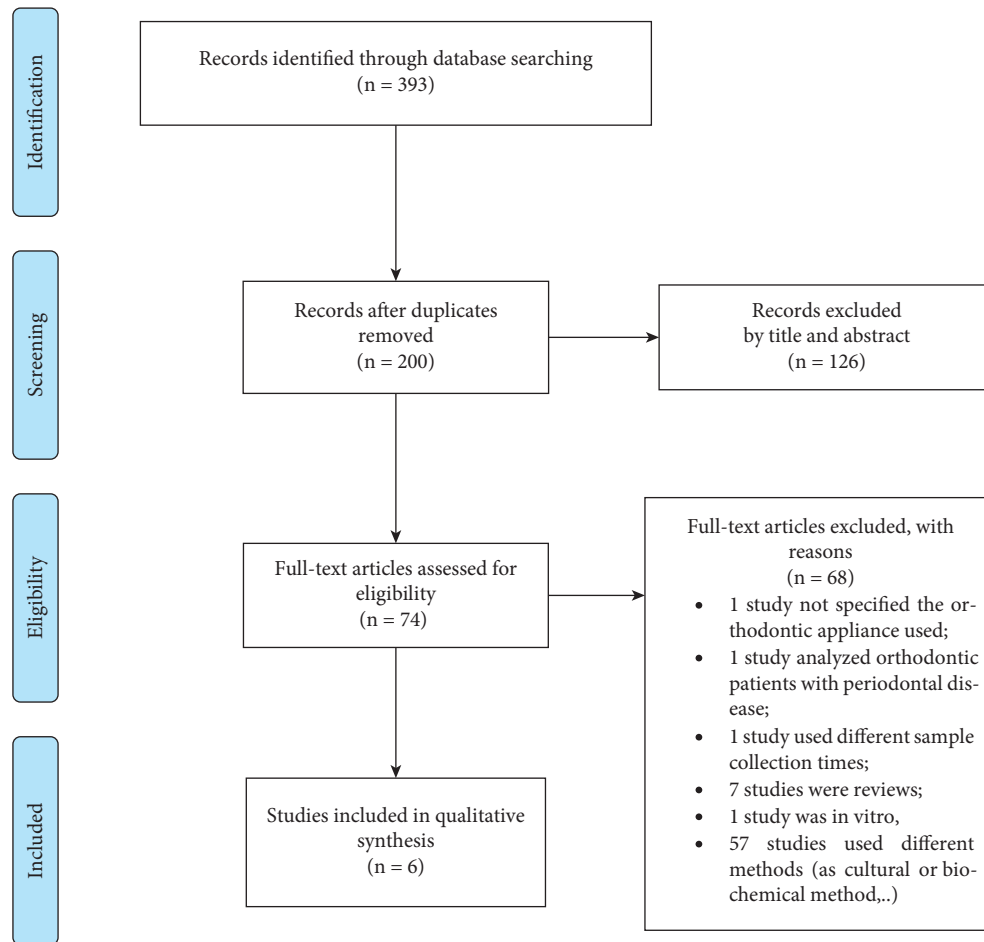 Identification
Records identified through database searching
(n = 393)
Screening
Records after duplicates
removed
(n = 200)
Records excluded
by title and abstract
(n = 126)
Eligibility
Full-text articles assessed for
eligibility
(n = 74)
Full-text articles excluded, with
reasons
(n = 68)
• 1 study not specified the or-
thodontic appliance used;
• 1 study analyzed orthodontic
patients with periodontal dis-
ease;
• 1 study used different sample
collection times;
• 7 studies were reviews;
• 1 study was in vitro,
• 57 studies used different
methods (as cultural or bio-
chemical method,..)
Included
Studies included in qualitative
synthesis
(n = 6)